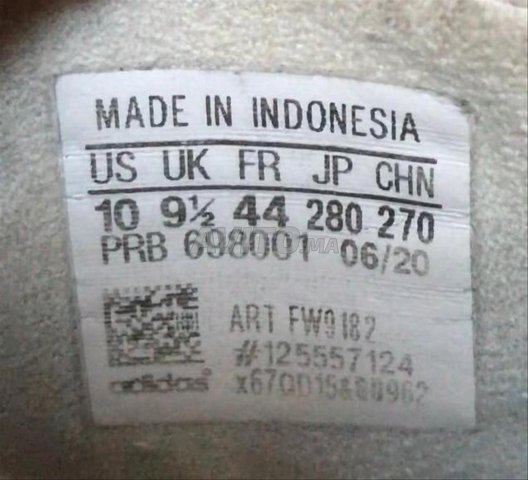 MADE IN INDONESIA
US UK FR JP CHN
10 9½ 44 280 270
PRB 698001 06/20
ART FW9182
#125557124
adidas